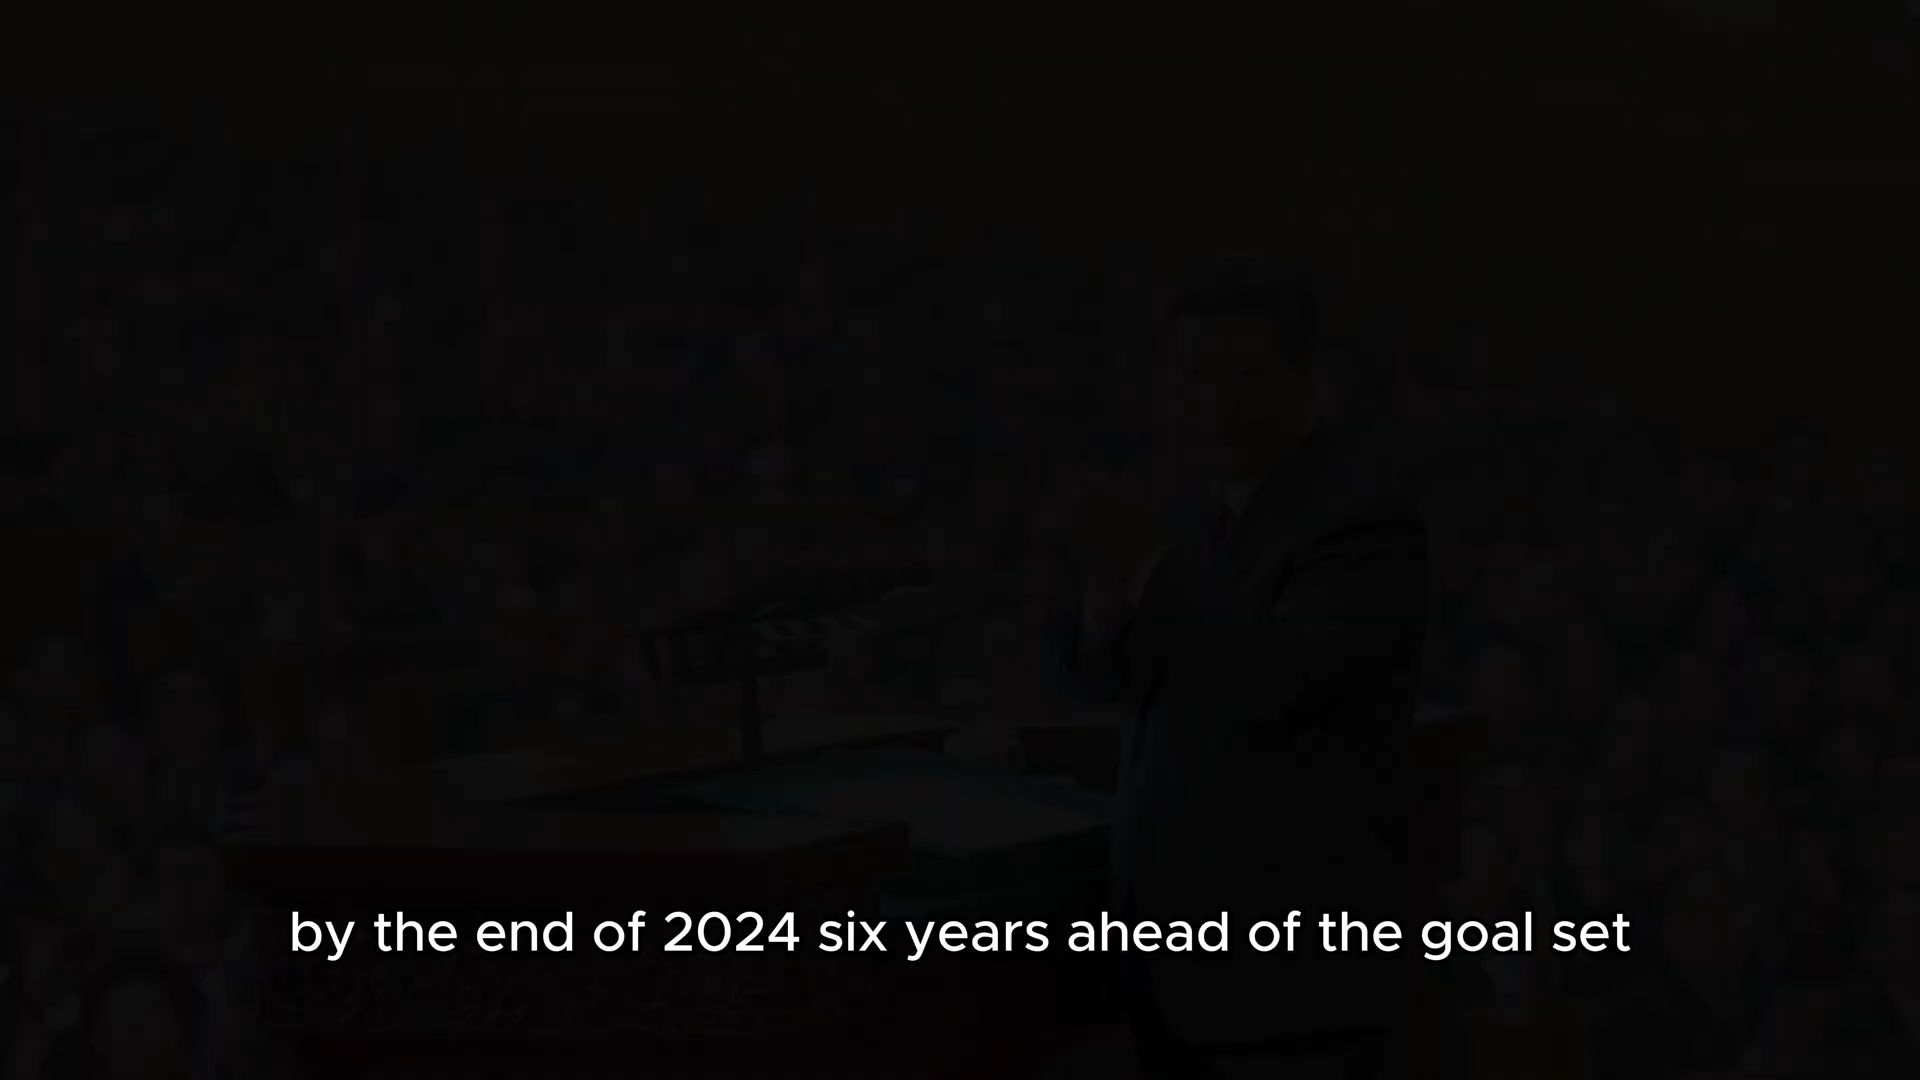 by the end of 2024 six years ahead of the goal set